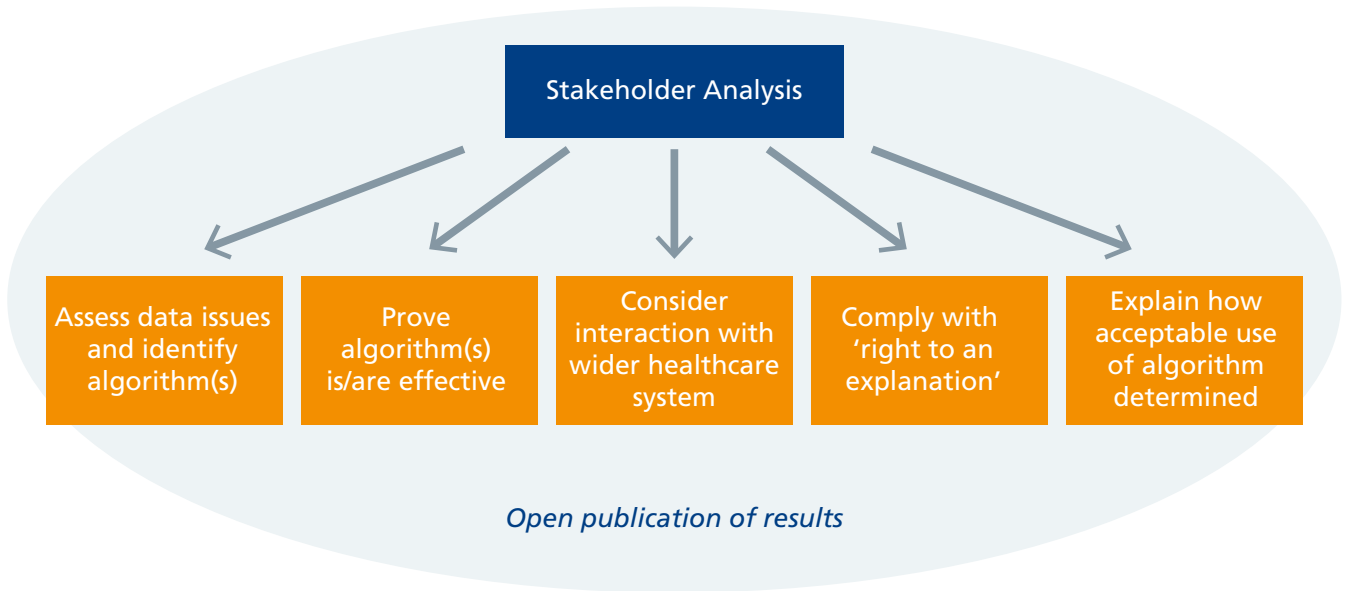 Stakeholder Analysis
Assess data issues
and identify
algorithm(s)
Prove
algorithm(s)
is/are effective
Consider
interaction with
wider healthcare
system
Comply with
‘right to an
explanation’
Explain how
acceptable use
of algorithm
determined
Open publication of results